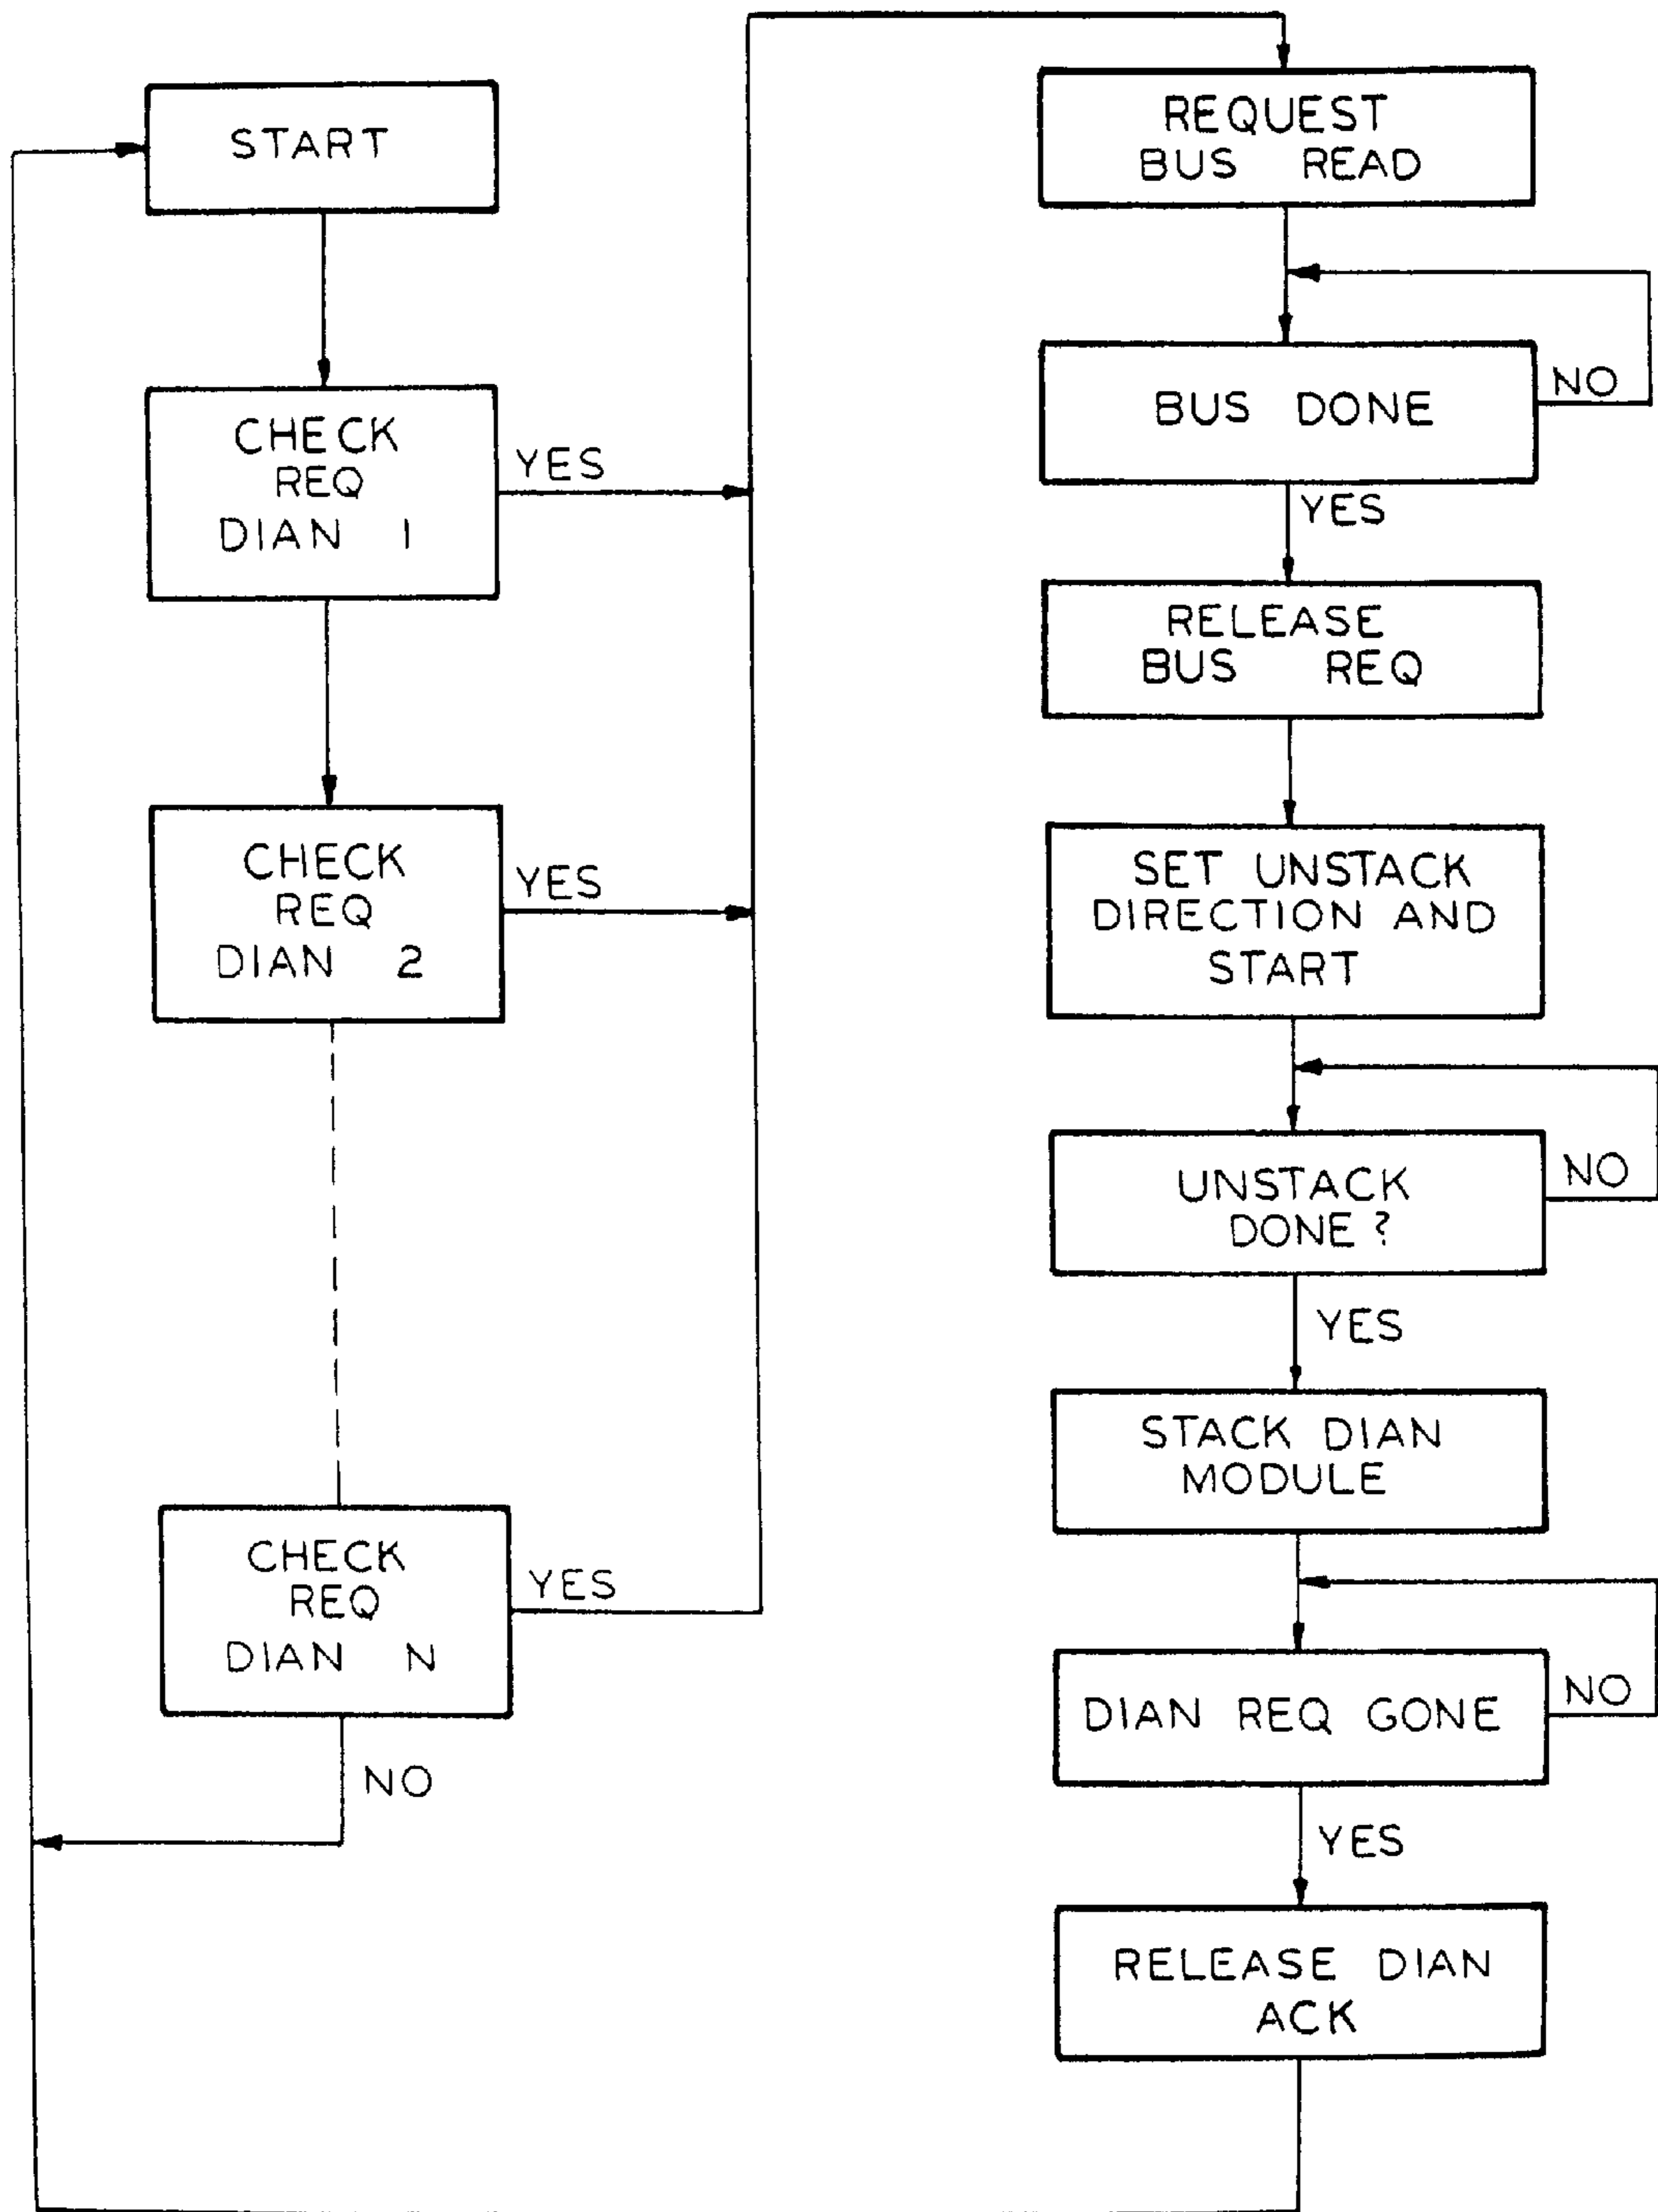 START
CHECK
REQ
DIAN 1
YES
CHECK
REQ
DIAN 2
YES
CHECK
REQ
DIAN N
YES
NO
REQUEST
BUS READ
BUS DONE
NO
YES
RELEASE
BUS REQ
SET UNSTACK
DIRECTION AND
START
UNSTACK
DONE ?
NO
YES
STACK DIAN
MODULE
DIAN REQ GONE
NO
YES
RELEASE DIAN
ACK